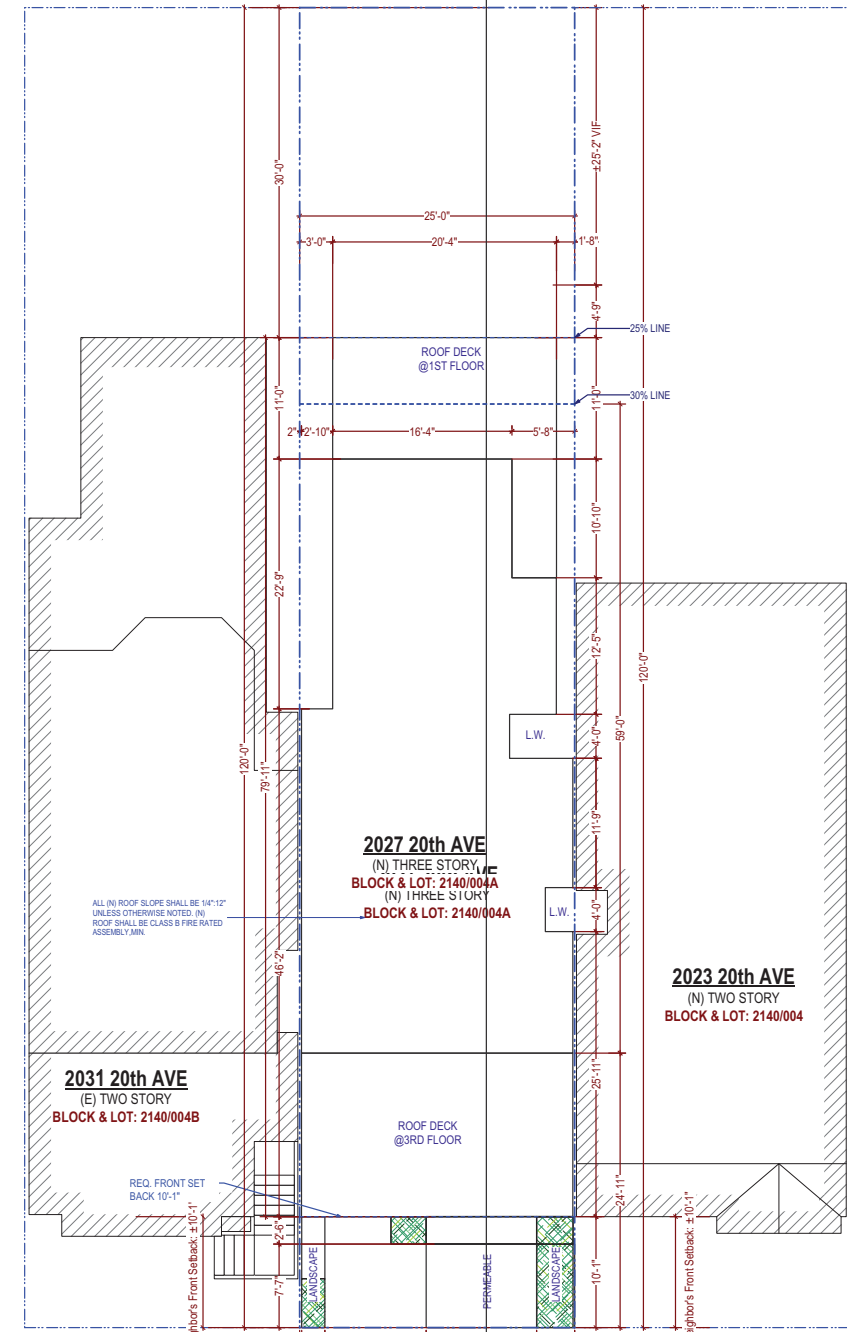 30'-0"
±25'-2" VIF
25'-0"
3'-0"
20'-4"
1'-8"
4'-9"
25% LINE
ROOF DECK
@1ST FLOOR
11'-0"
11'-0"
30% LINE
2"
2'-10"
16'-4"
5'-8"
10'-10"
22'-9"
12'-5"
120'-0"
59'-0"
L.W.
4'-0"
120'-0"
79'-11"
11'-9"
2027 20th AVE
(N) THREE STORY
BLOCK & LOT: 2140/004A
(N) THREE STORY
BLOCK & LOT: 2140/004A
L.W.
4'-0"
ALL (N) ROOF SLOPE SHALL BE 1/4":12"
UNLESS OTHERWISE NOTED. (N)
ROOF SHALL BE CLASS B FIRE RATED
ASSEMBLY,MIN.
46'-2"
2023 20th AVE
(N) TWO STORY
BLOCK & LOT: 2140/004
2031 20th AVE
(E) TWO STORY
BLOCK & LOT: 2140/004B
25'-11"
ROOF DECK
@3RD FLOOR
REQ. FRONT SET
BACK 10'-1"
24'-11"
2'-6"
7'-7"
10'-1"
LANDSCAPE
PERMEABLE
LANDSCAPE
ghbor's Front Setback: ±10'-1"
eighbor's Front Setback: ±10'-1"